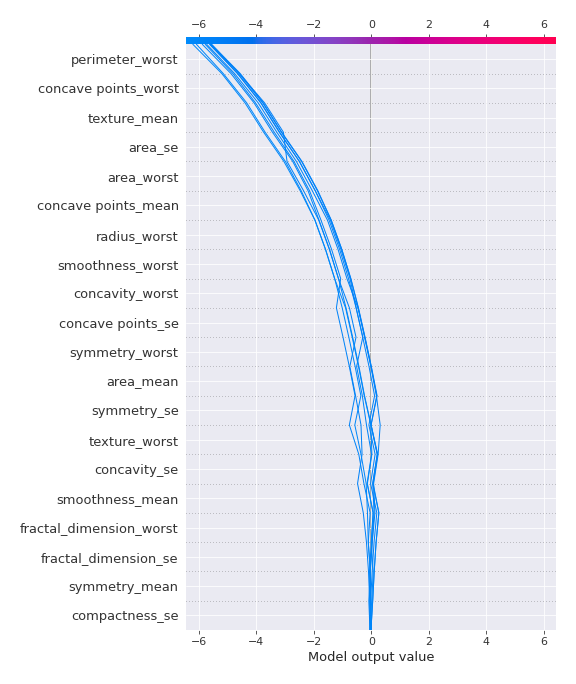 −6 −4 −2 0 2 4 6
perimeter_worst
concave points_worst
texture_mean
area_se
area_worst
concave points_mean
radius_worst
smoothness_worst
concavity_worst
concave points_se
symmetry_worst
area_mean
symmetry_se
texture_worst
concavity_se
smoothness_mean
fractal_dimension_worst
fractal_dimension_se
symmetry_mean
compactness_se
−6 −4 −2 0 2 4 6
Model output value